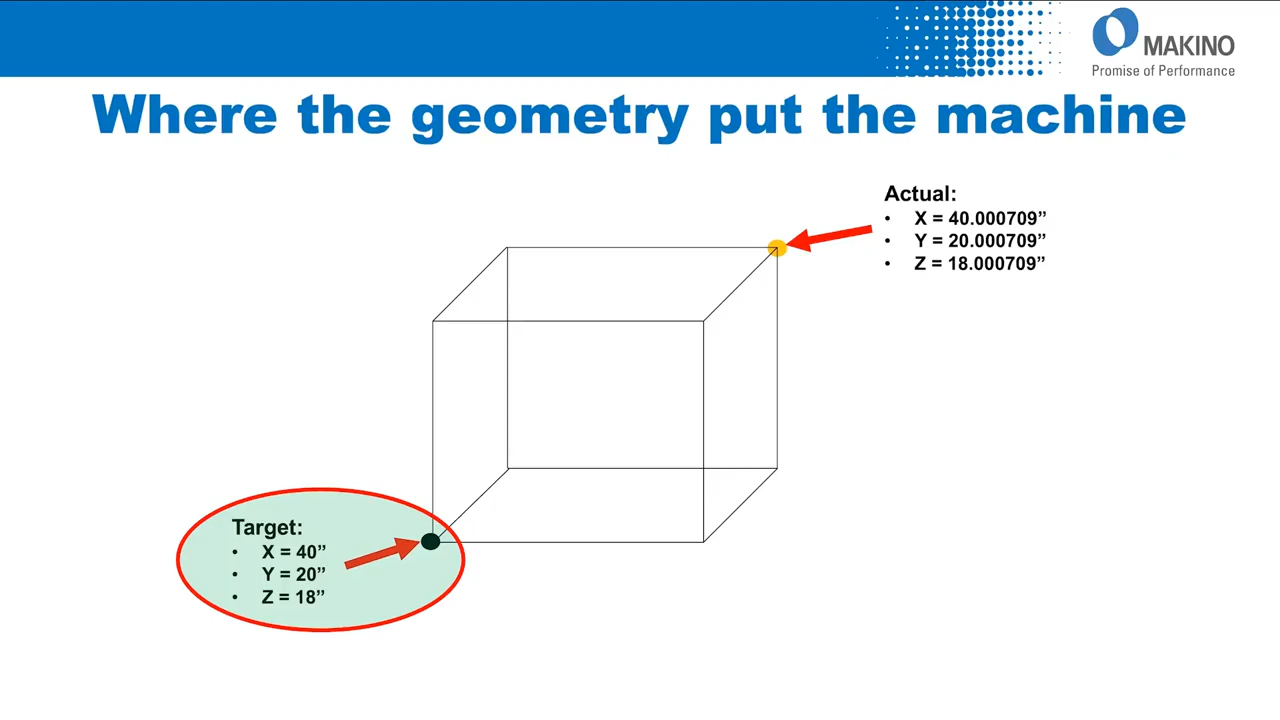 MAKINO
Promise of Performance
Where the geometry put the machine
Actual:
• X = 40.000709”
• Y = 20.000709”
• Z = 18.000709”
Target:
• X = 40”
• Y = 20”
• Z = 18”